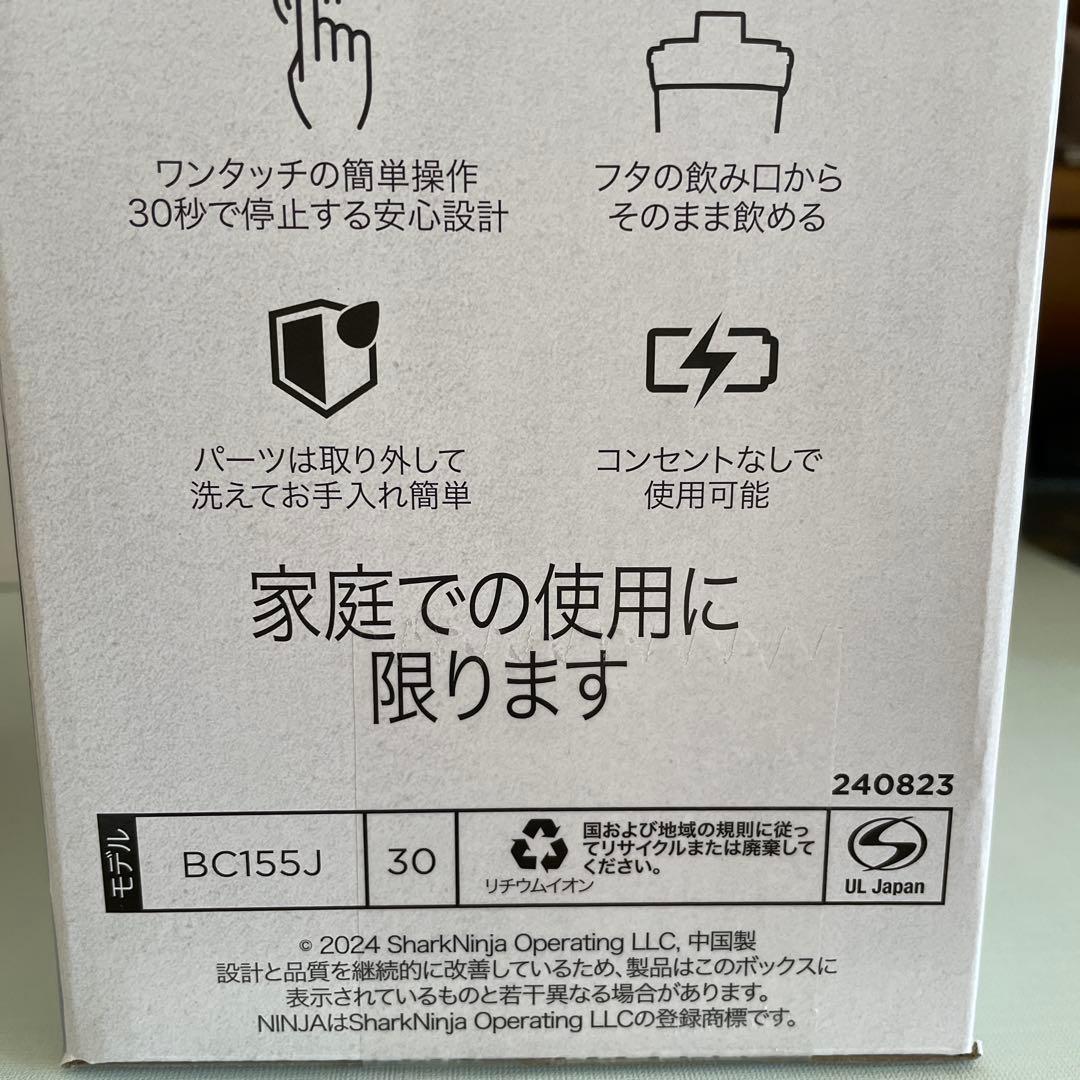 ワンタッチの簡単操作
30秒で停止する安心設計
フタの飲み口から
そのまま飲める
パーツは取り外して
洗えてお手入れ簡単
コンセントなしで
使用可能
家庭での使用に
限ります
240823
モデル
BC155J
30
リチウムイオン
国および地域の規則に従っ
てリサイクルまたは廃棄して
ください。
UL Japan
© 2024 SharkNinja Operating LLC, 中国製
設計と品質を継続的に改善しているため、製品はこのボックスに
表示されているものと若干異なる場合があります。
NINJAはSharkNinja Operating LLCの登録商標です。